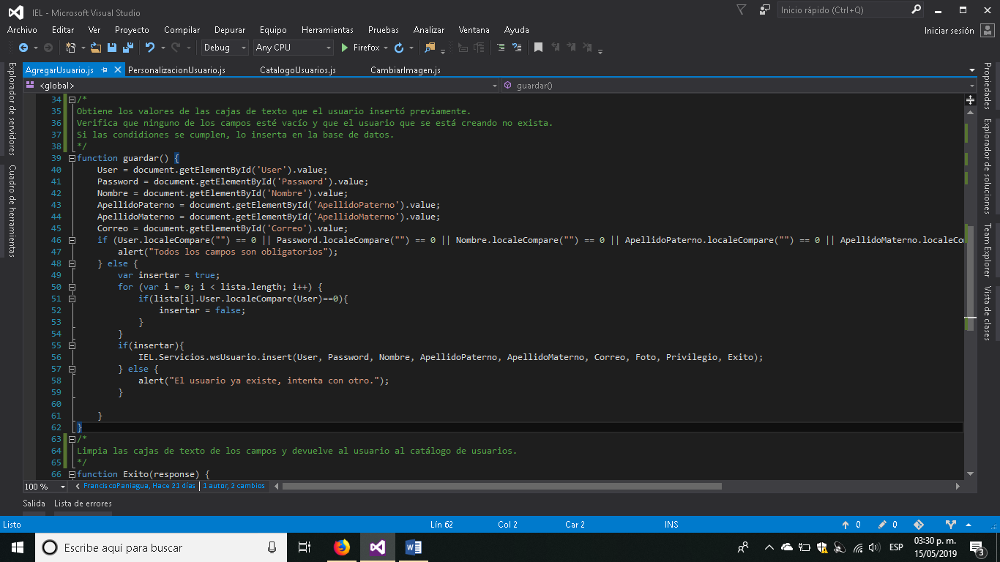 IEL - Microsoft Visual Studio
Inicio rápido (Ctrl+Q)
Archivo Editar Ver Proyecto Compilar Depurar Equipo Herramientas Pruebas Analizar Ventana Ayuda
Iniciar sesión
Debug Any CPU Firefox
AgregarUsuario.js PersonalizacionUsuario.js CatalogoUsuarios.js CambiarImagen.js
<global> guardar()
Explorador de servidores
Cuadro de herramientas
Propiedades
Explorador de soluciones
Team Explorer
Vista de clases
34 /*
35 Obtiene los valores de las cajas de texto que el usuario insertó previamente.
36 Verifica que ninguno de los campos esté vacío y que el usuario que se está creando no exista.
37 Si las condidiones se cumplen, lo inserta en la base de datos.
38 */
39 function guardar() {
40 User = document.getElementById('User').value;
41 Password = document.getElementById('Password').value;
42 Nombre = document.getElementById('Nombre').value;
43 ApellidoPaterno = document.getElementById('ApellidoPaterno').value;
44 ApellidoMaterno = document.getElementById('ApellidoMaterno').value;
45 Correo = document.getElementById('Correo').value;
46 if (User.localeCompare("") == 0 || Password.localeCompare("") == 0 || Nombre.localeCompare("") == 0 || ApellidoPaterno.localeCompare("") == 0 || ApellidoMaterno.localeCo
47 alert("Todos los campos son obligatorios");
48 } else {
49 var insertar = true;
50 for (var i = 0; i < lista.length; i++) {
51 if(lista[i].User.localeCompare(User)==0){
52 insertar = false;
53 }
54 }
55 if(insertar){
56 IEL.Servicios.wsUsuario.insert(User, Password, Nombre, ApellidoPaterno, ApellidoMaterno, Correo, Foto, Privilegio, Exito);
57 } else {
58 alert("El usuario ya existe, intenta con otro.");
59 }
60
61 }
62 }
63 /*
64 Limpia las cajas de texto de los campos y devuelve al usuario al catálogo de usuarios.
65 */
66 function Exito(response) {
100 % FranciscoPaniagua, Hace 21 días | 1 autor, 2 cambios
Salida Lista de errores
Listo Lín 62 Col 2 Car 2 INS 0 0
Escribe aquí para buscar
ESP
03:30 p. m.
15/05/2019
3